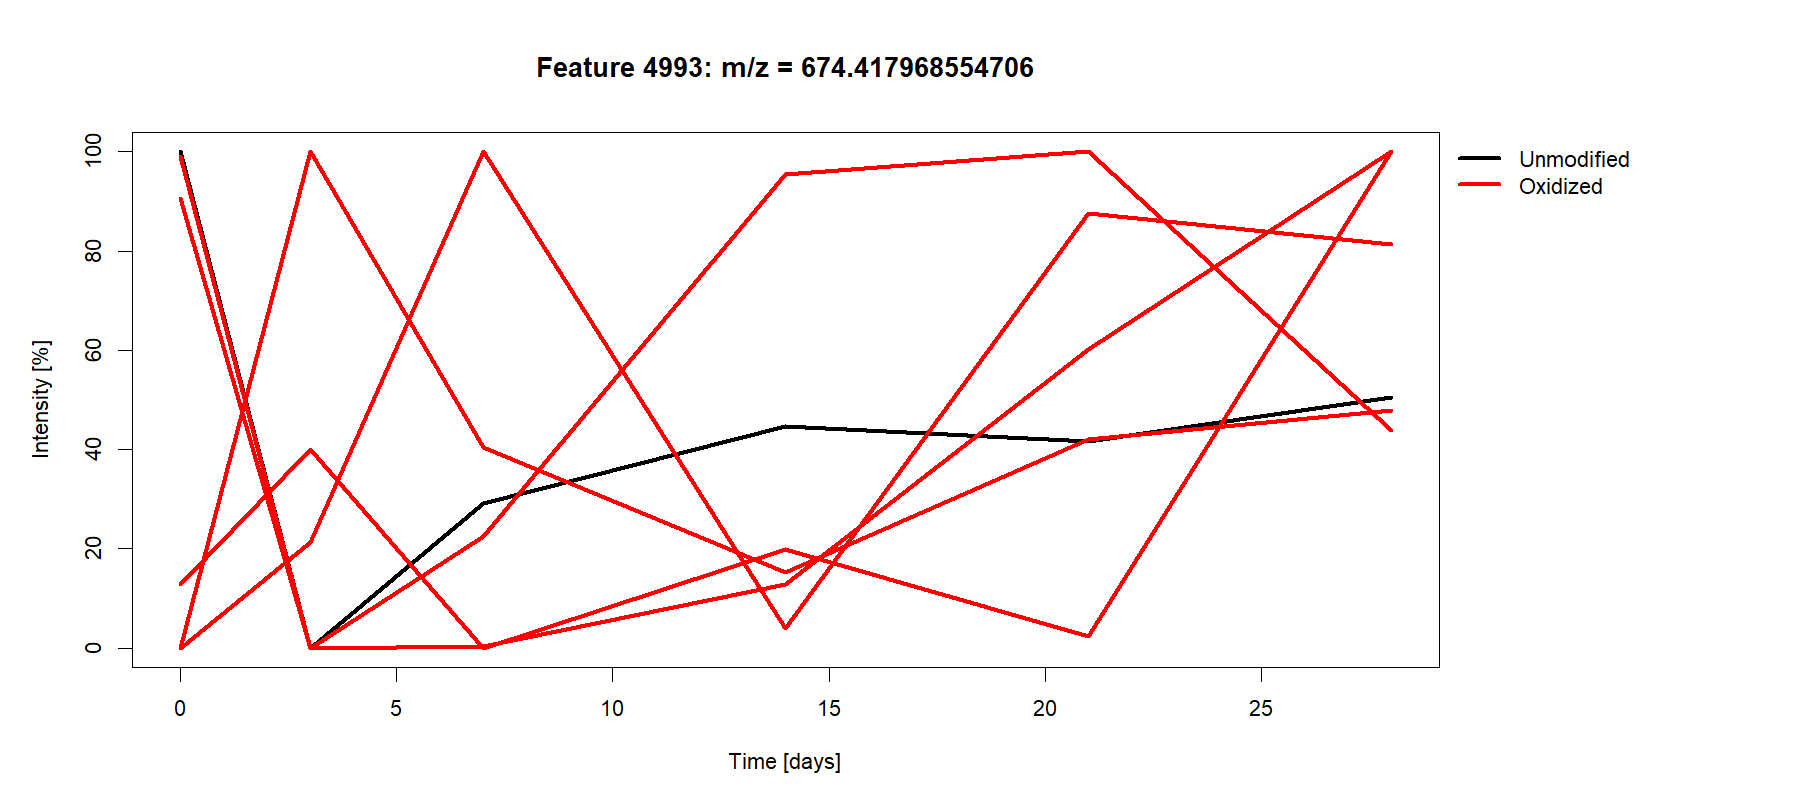 Feature 4993: m/z = 674.417968554706
Unmodified
Oxidized
Intensity [%]
100
80
60
40
20
0
0 5 10 15 20 25
Time [days]